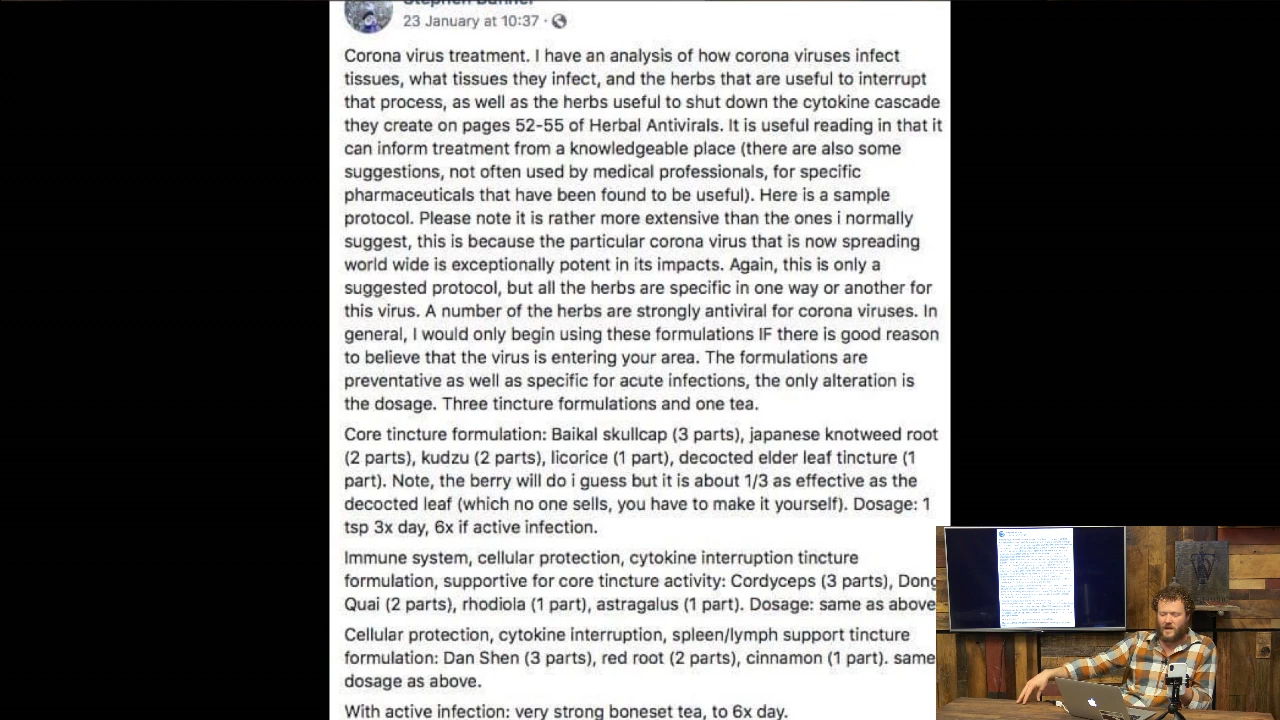 23 January at 10:37 ·
Corona virus treatment. I have an analysis of how corona viruses infect
tissues, what tissues they infect, and the herbs that are useful to interrupt
that process, as well as the herbs useful to shut down the cytokine cascade
they create on pages 52-55 of Herbal Antivirals. It is useful reading in that it
can inform treatment from a knowledgeable place (there are also some
suggestions, not often used by medical professionals, for specific
pharmaceuticals that have been found to be useful). Here is a sample
protocol. Please note it is rather more extensive than the ones i normally
suggest, this is because the particular corona virus that is now spreading
world wide is exceptionally potent in its impacts. Again, this is only a
suggested protocol, but all the herbs are specific in one way or another for
this virus. A number of the herbs are strongly antiviral for corona viruses. In
general, I would only begin using these formulations IF there is good reason
to believe that the virus is entering your area. The formulations are
preventative as well as specific for acute infections, the only alteration is
the dosage. Three tincture formulations and one tea.
Core tincture formulation: Baikal skullcap (3 parts), japanese knotweed root
(2 parts), kudzu (2 parts), licorice (1 part), decocted elder leaf tincture (1
part). Note, the berry will do i guess but it is about 1/3 as effective as the
decocted leaf (which no one sells, you have to make it yourself). Dosage: 1
tsp 3x day, 6x if active infection.
Immune system, cellular protection, cytokine interruption tincture
formulation, supportive for core tincture activity: Cordyceps (3 parts), Dong
Quai (2 parts), rhodiola (1 part), astragalus (1 part). Dosage: same as above
Cellular protection, cytokine interruption, spleen/lymph support tincture
formulation: Dan Shen (3 parts), red root (2 parts), cinnamon (1 part). same
dosage as above.
With active infection: very strong boneset tea, to 6x day.